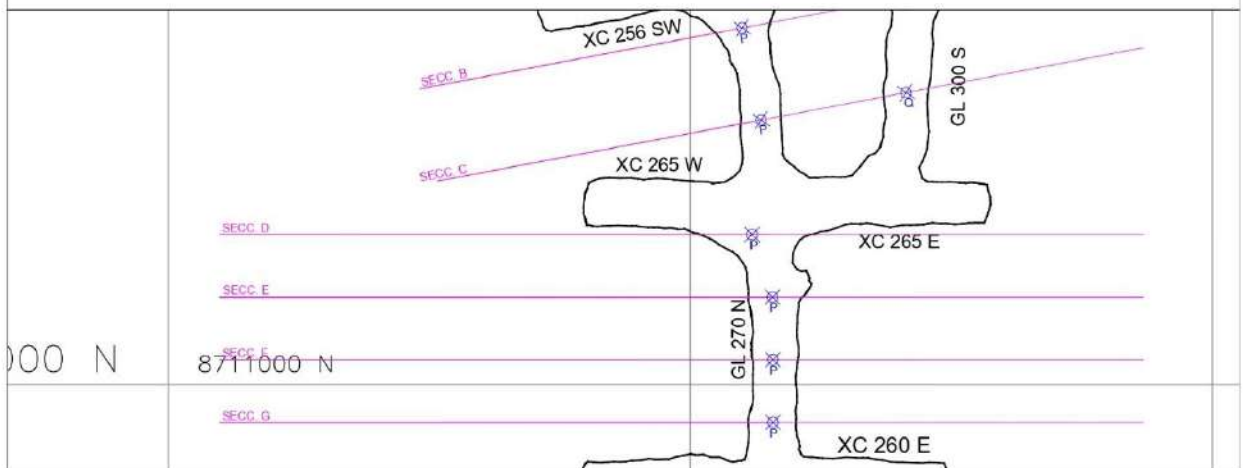 XC 256 SW
P
SECC. B
GL 300 S
Q
P
XC 265 W
SECC. C
SECC. D
P
XC 265 E
SECC. E
P
GL 270 N
000 N
8711000 N
SECC. F
P
SECC. G
P
XC 260 E